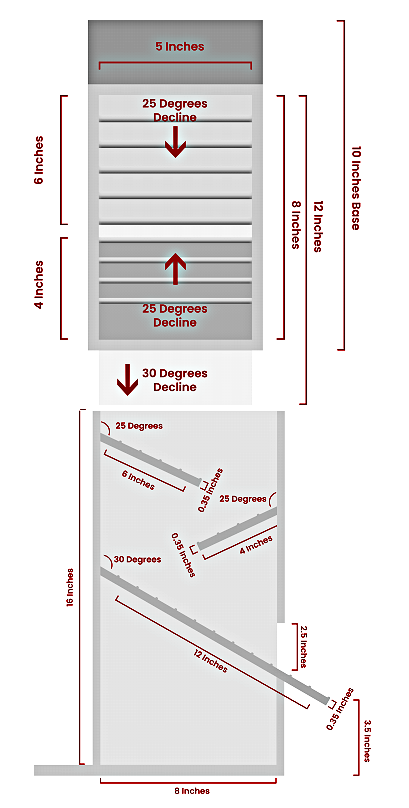 5 Inches
25 Degrees
Decline
6 Inches
8 Inches
12 Inches
10 Inches Base
4 Inches
25 Degrees
Decline
30 Degrees
Decline
25 Degrees
6 Inches
0.35 Inches
25 Degrees
0.35 Inches
4 Inches
30 Degrees
16 Inches
12 Inches
2.5 Inches
0.35 Inches
3.5 Inches
8 Inches